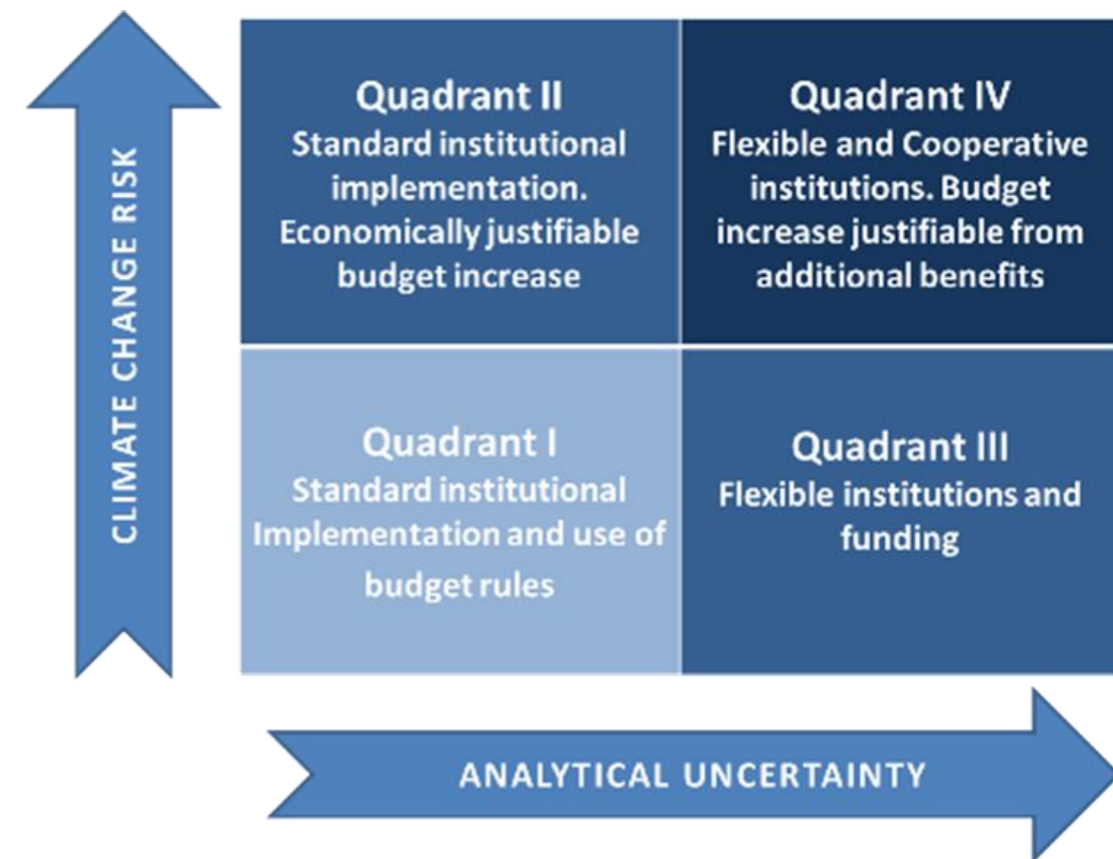 CLIMATE CHANGE RISK
Quadrant II
Standard institutional
implementation.
Economically justifiable
budget increase
Quadrant IV
Flexible and Cooperative
institutions. Budget
increase justifiable from
additional benefits
Quadrant I
Standard institutional
Implementation and use of
budget rules
Quadrant III
Flexible institutions and
funding
ANALYTICAL UNCERTAINTY